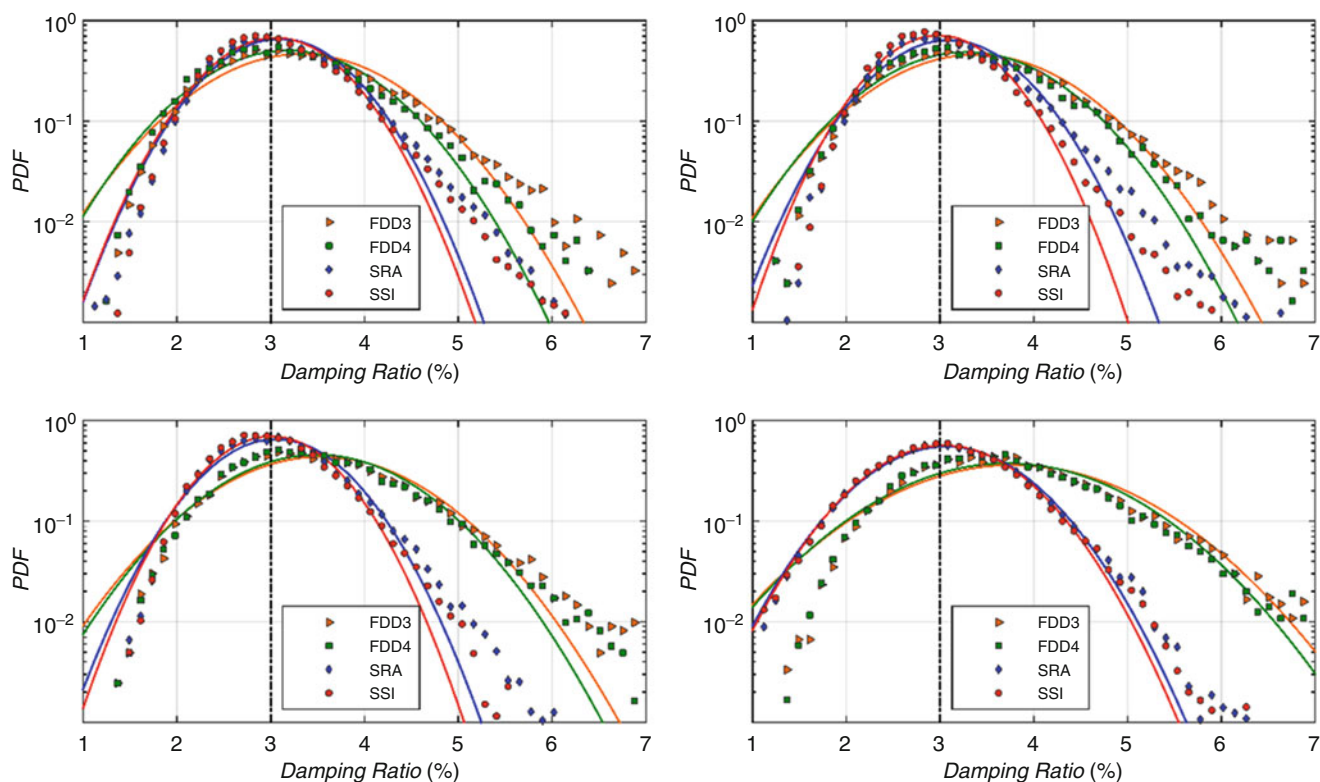 10^0
10^-1
10^-2
PDF
FDD3
FDD4
SRA
SSI
1 2 3 4 5 6 7
Damping Ratio (%)
10^0
10^-1
10^-2
PDF
FDD3
FDD4
SRA
SSI
1 2 3 4 5 6 7
Damping Ratio (%)
10^0
10^-1
10^-2
PDF
FDD3
FDD4
SRA
SSI
1 2 3 4 5 6 7
Damping Ratio (%)
10^0
10^-1
10^-2
PDF
FDD3
FDD4
SRA
SSI
1 2 3 4 5 6 7
Damping Ratio (%)